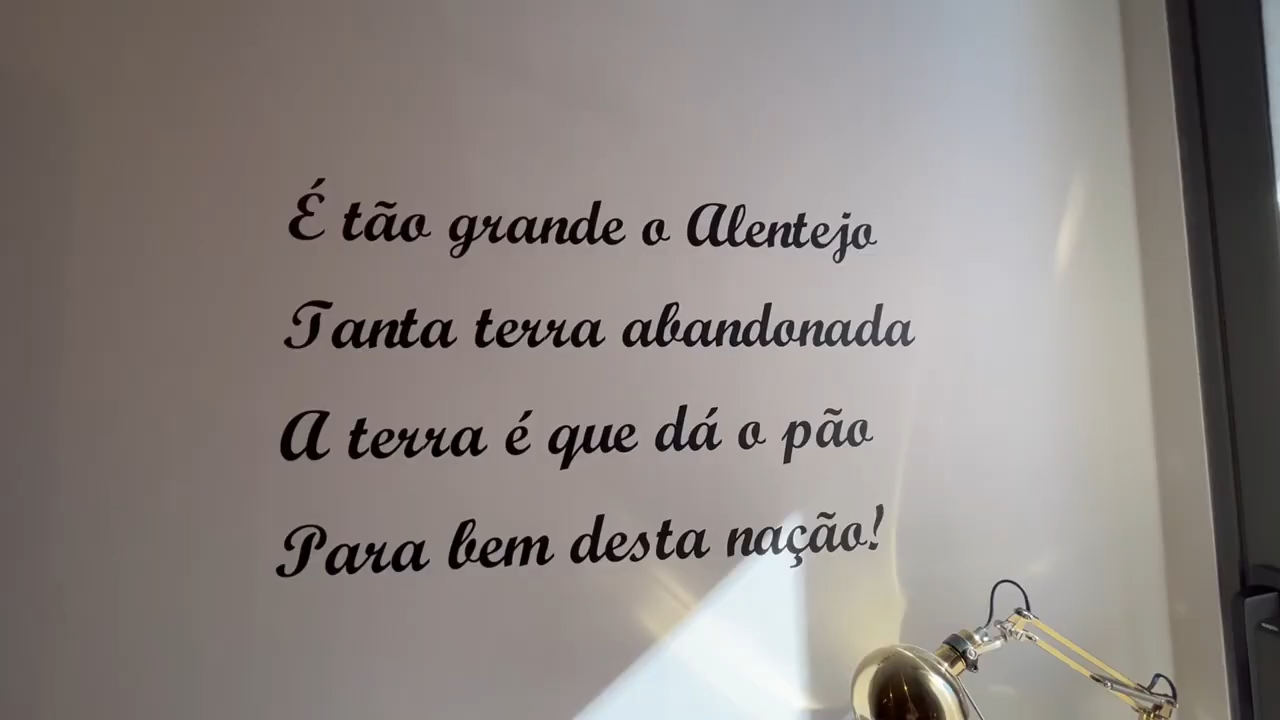 É tão grande o Alentejo
Tanta terra abandonada
A terra é que dá o pão
Para bem desta nação!